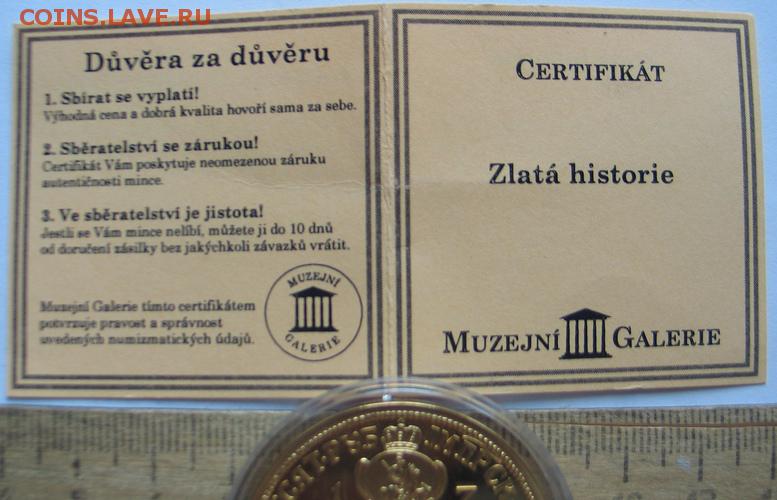 COINS.LAVE.RU
Důvěra za důvěru
1. Sbírat se vyplatí!
Výhodná cena a dobrá kvalita hovoří sama za sebe.
2. Sběratelství se zárukou!
Certifikát Vám poskytuje neomezenou záruku
autentičnosti mince.
3. Ve sběratelství je jistota!
Jestli se Vám mince nelíbí, můžete ji do 10 dnů
od doručení zásilky bez jakýchkoli závazků vrátit.
Muzejní Galerie tímto certifikátem
potvrzuje pravost a správnost
uvedených numizmatických údajů.
MUZEJNÍ
GALERIE
CERTIFIKÁT
Zlatá historie
MUZEJNÍ GALERIE